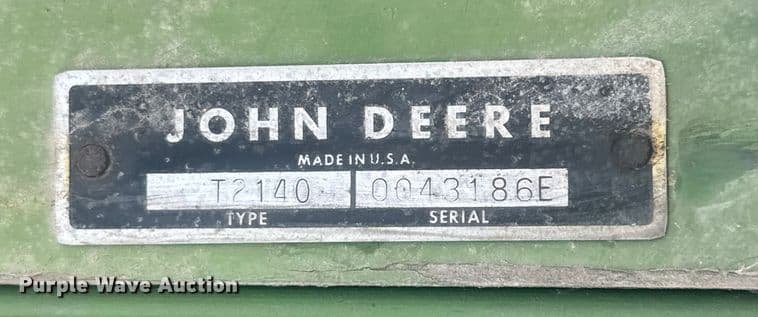 JOHN DEERE
MADE IN U.S.A.
T2140 0043186E
TYPE SERIAL
Purple Wave Auction